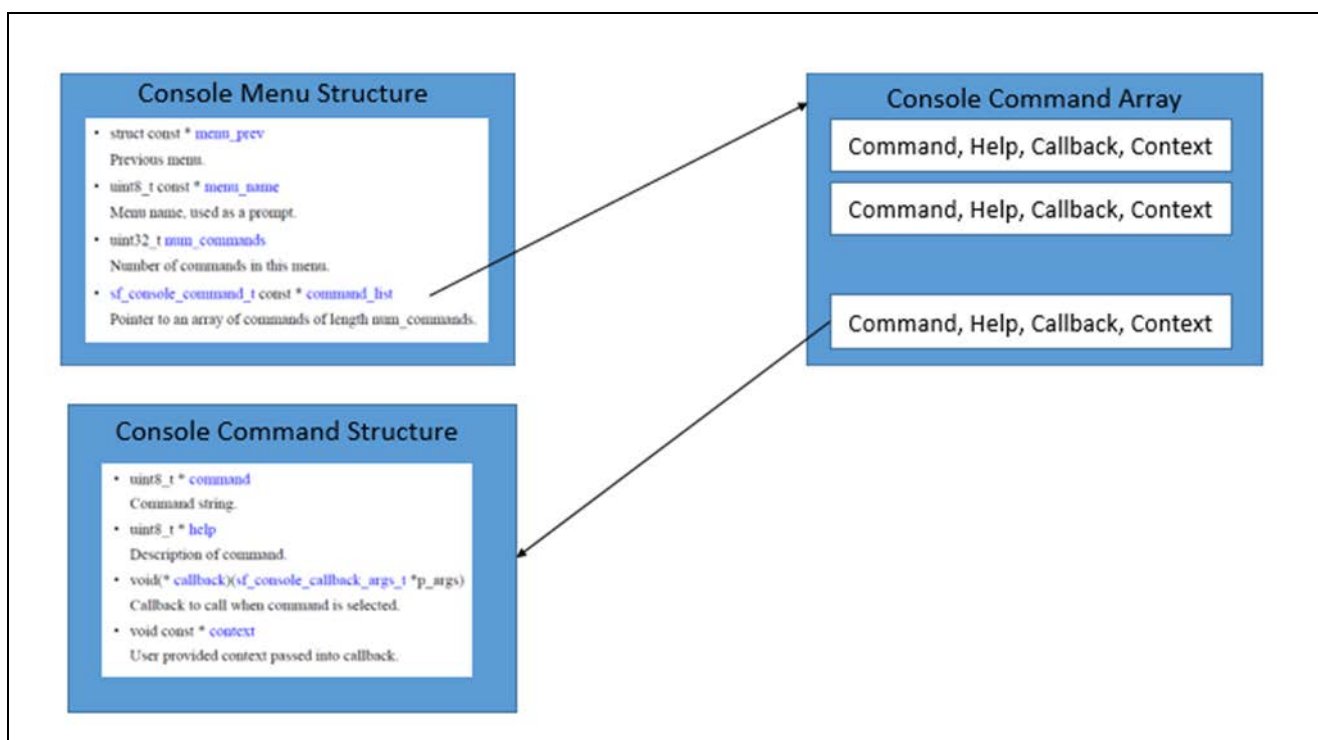 Console Menu Structure
• struct const * menu_prev
Previous menu.
• uint8_t const * menu_name
Menu name, used as a prompt.
• uint32_t num_commands
Number of commands in this menu.
• sf_console_command_t const * command_list
Pointer to an array of commands of length num_commands.
Console Command Array
Command, Help, Callback, Context
Command, Help, Callback, Context
Command, Help, Callback, Context
Console Command Structure
• uint8_t * command
Command string.
• uint8_t * help
Description of command.
• void(* callback)(sf_console_callback_args_t *p_args)
Callback to call when command is selected.
• void const * context
User provided context passed into callback.